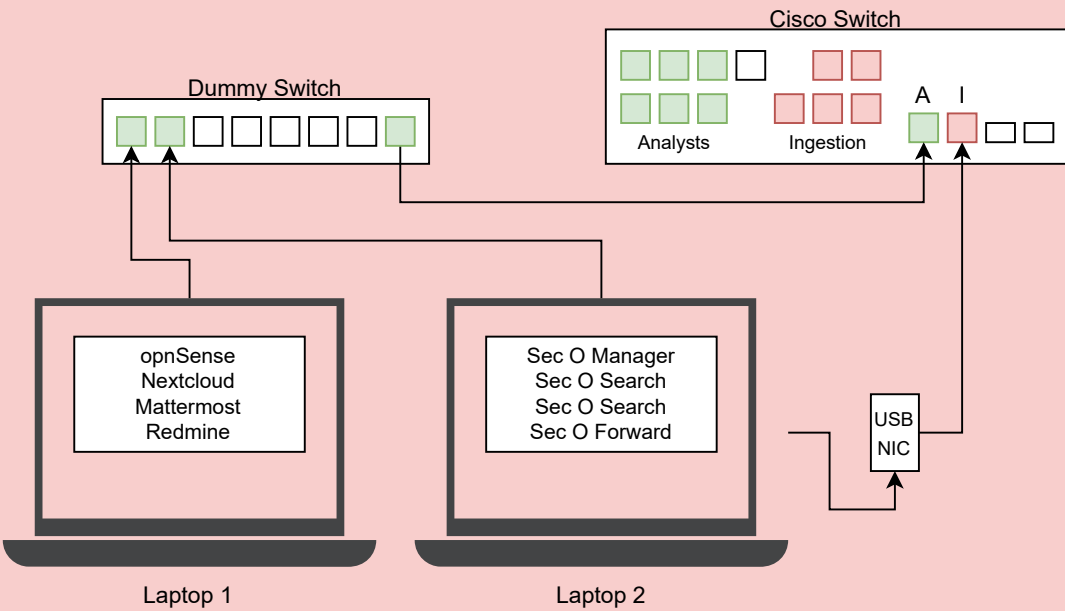 Cisco Switch
Dummy Switch
A I
Analysts
Ingestion
opnSense
Nextcloud
Mattermost
Redmine
Sec O Manager
Sec O Search
Sec O Search
Sec O Forward
USB
NIC
Laptop 1
Laptop 2